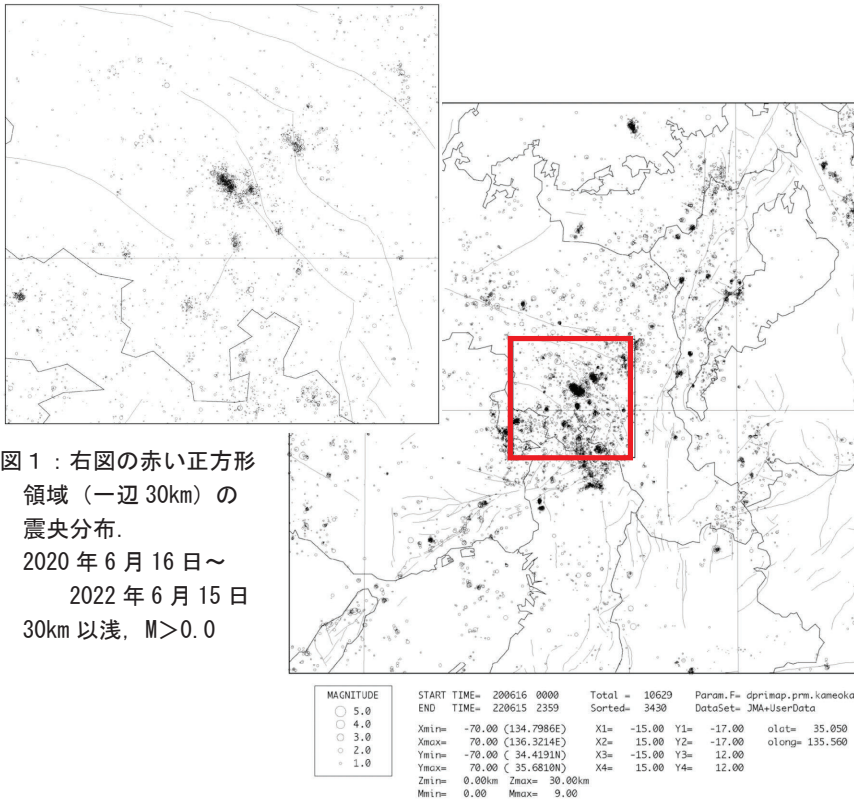 図1：右図の赤い正方形
領域（一辺 30km）の
震央分布.
2020 年 6 月 16 日～
2022 年 6 月 15 日
30km 以浅, M＞0.0
MAGNITUDE
5.0
4.0
3.0
2.0
1.0
START TIME= 200616 0000 Total = 10629 Param.F= dprimap.prm.kameoka
END TIME= 220615 2359 Sorted= 3430 DataSet= JMA+UserData
Xmin= -70.00 (134.7986E) X1= -15.00 Y1= -17.00 olat= 35.050
Xmax= 70.00 (136.3214E) X2= 15.00 Y2= -17.00 olong= 135.560
Ymin= -70.00 ( 34.4191N) X3= -15.00 Y3= 12.00
Ymax= 70.00 ( 35.6810N) X4= 15.00 Y4= 12.00
Zmin= 0.00km Zmax= 30.00km
Mmin= 0.00 Mmax= 9.00